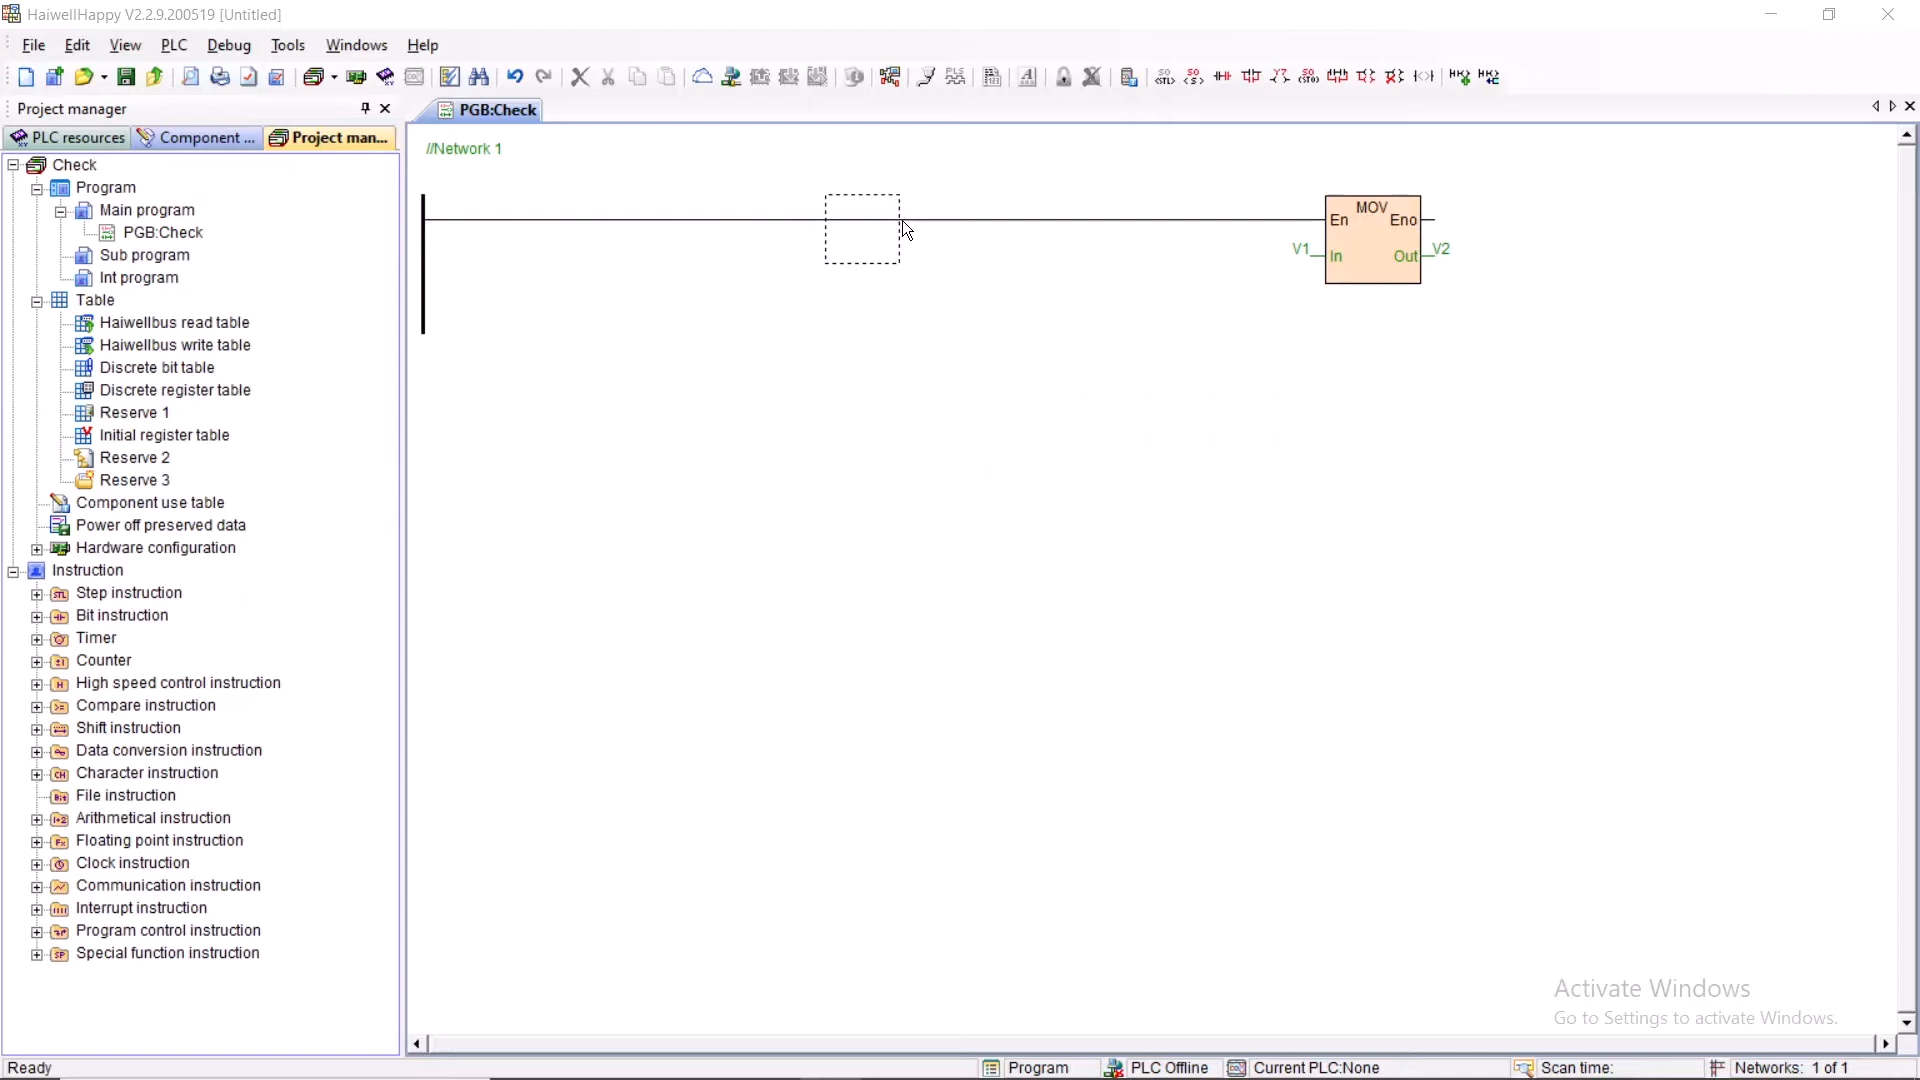 HaiwellHappy V2.2.9.200519 [Untitled]
File Edit View PLC Debug Tools Windows Help
Project manager
PLC resources Component ... Project man...
PGB:Check
Check
Program
Main program
PGB:Check
Sub program
Int program
Table
Haiwellbus read table
Haiwellbus write table
Discrete bit table
Discrete register table
Reserve 1
Initial register table
Reserve 2
Reserve 3
Component use table
Power off preserved data
Hardware configuration
Instruction
Step instruction
Bit instruction
Timer
Counter
High speed control instruction
Compare instruction
Shift instruction
Data conversion instruction
Character instruction
File instruction
Arithmetical instruction
Floating point instruction
Clock instruction
Communication instruction
Interrupt instruction
Program control instruction
Special function instruction
//Network 1
MOV
En Eno
V1 In Out V2
Activate Windows
Go to Settings to activate Windows.
Ready Program PLC Offline Current PLC:None Scan time: Networks: 1 of 1